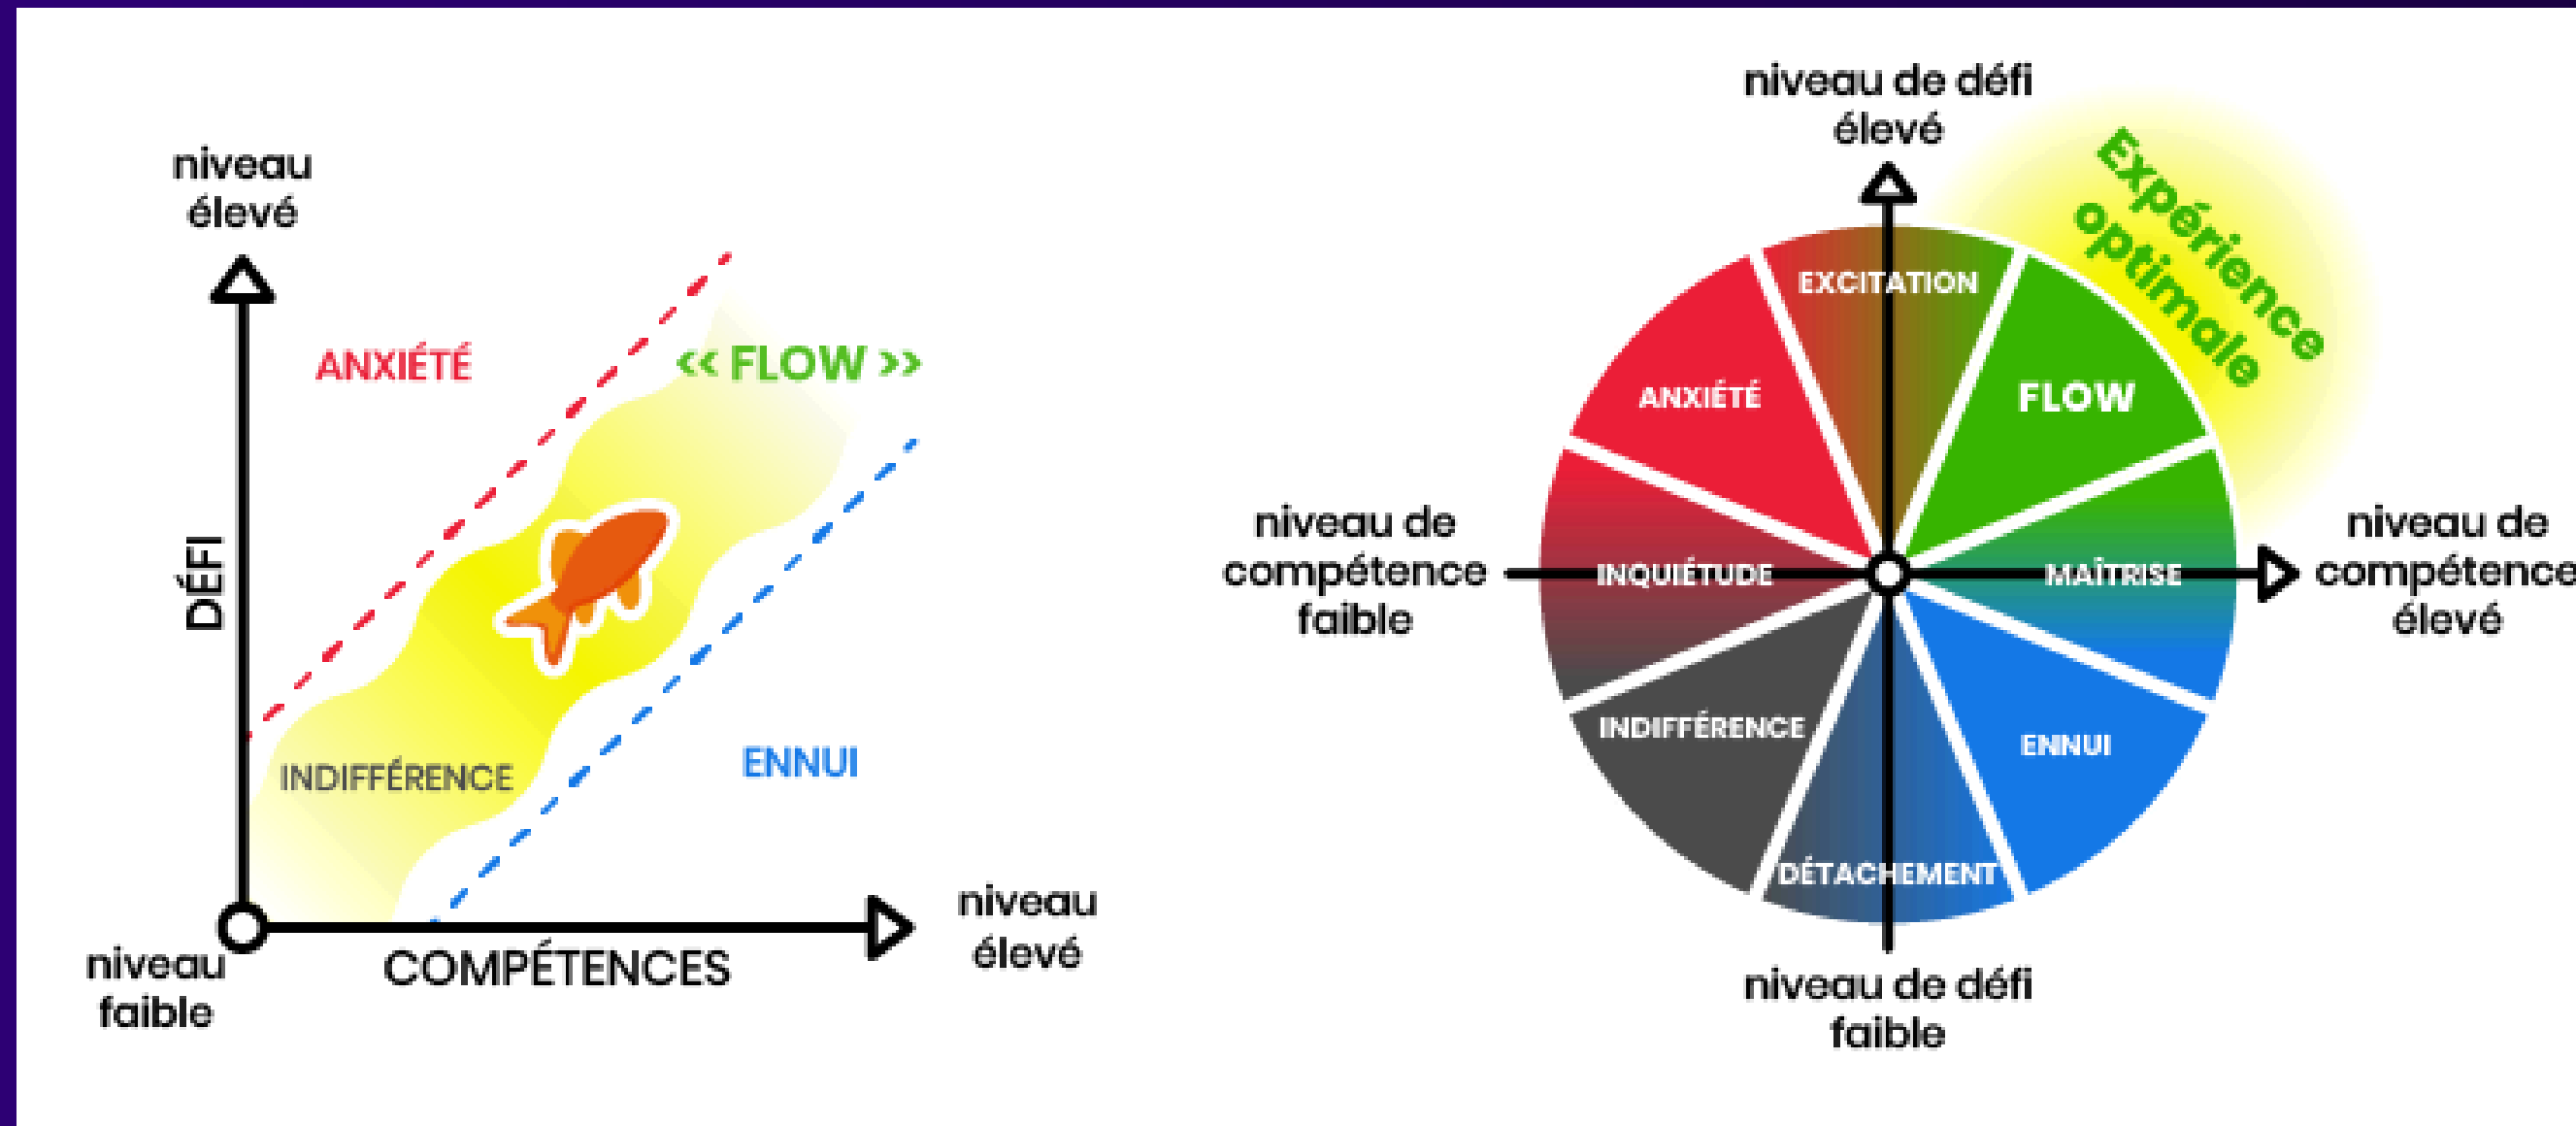 niveau
élevé
ANXIÉTÉ
<< FLOW >>
DÉFI
INDIFFÉRENCE
ENNUI
niveau
élevé
niveau
faible
COMPÉTENCES
niveau de défi
élevé
Expérience
optimale
EXCITATION
ANXIÉTÉ
FLOW
niveau de
compétence
faible
INQUIÉTUDE
MAÎTRISE
niveau de
compétence
élevé
INDIFFÉRENCE
ENNUI
DÉTACHEMENT
niveau de défi
faible